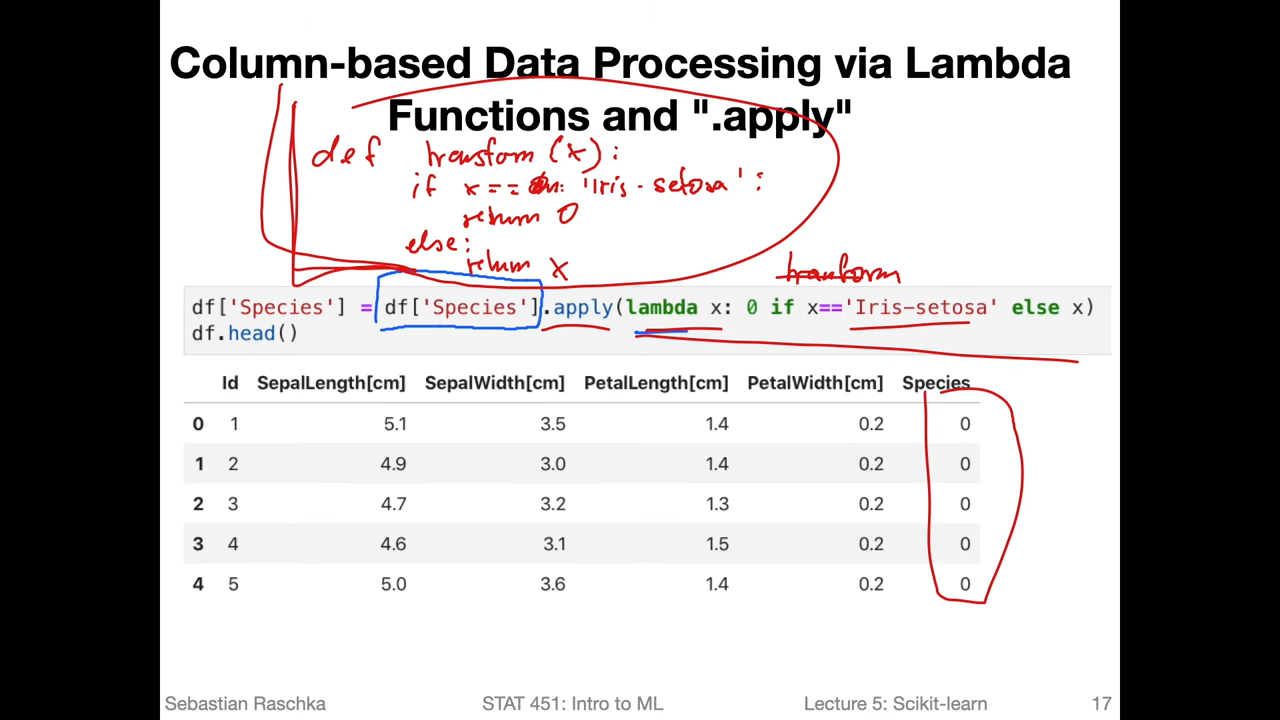 Column-based Data Processing via Lambda
Functions and ".apply"
def transform (x):
if x == 'Iris-setosa':
return 0
else:
return x
transform
df['Species'] = df['Species'].apply(lambda x: 0 if x=='Iris-setosa' else x)
df.head()
Id SepalLength[cm] SepalWidth[cm] PetalLength[cm] PetalWidth[cm] Species
0 1 5.1 3.5 1.4 0.2 0
1 2 4.9 3.0 1.4 0.2 0
2 3 4.7 3.2 1.3 0.2 0
3 4 4.6 3.1 1.5 0.2 0
4 5 5.0 3.6 1.4 0.2 0
Sebastian Raschka STAT 451: Intro to ML Lecture 5: Scikit-learn 17